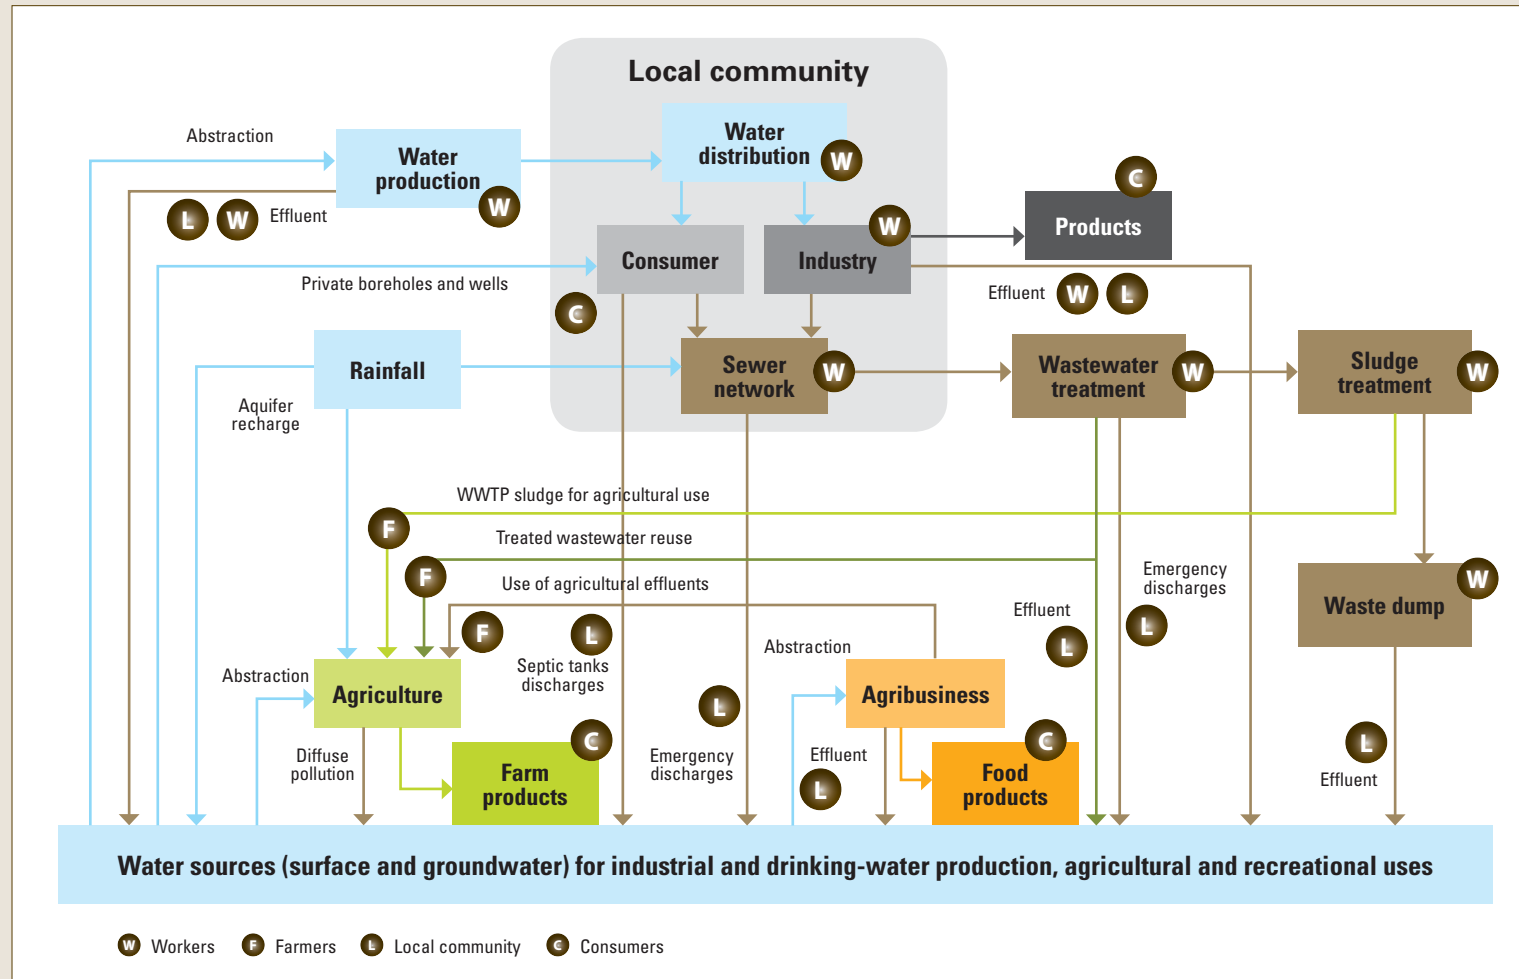 Local community
Abstraction
Water
production
W
Water
distribution
W
L
W
Effluent
C
Products
Consumer
W
Industry
Private boreholes and wells
C
Effluent
W
L
Rainfall
Aquifer
recharge
Sewer
network
W
Wastewater
treatment
W
Sludge
treatment
W
WWTP sludge for agricultural use
F
Treated wastewater reuse
F
Use of agricultural effluents
F
L
Septic tanks
discharges
Emergency
discharges
L
Effluent
L
W
Waste dump
Abstraction
Agriculture
Abstraction
Agribusiness
L
Emergency
discharges
Diffuse
pollution
C
Farm
products
Effluent
L
C
Food
products
L
Effluent
Water sources (surface and groundwater) for industrial and drinking-water production, agricultural and recreational uses
W Workers F Farmers L Local community C Consumers